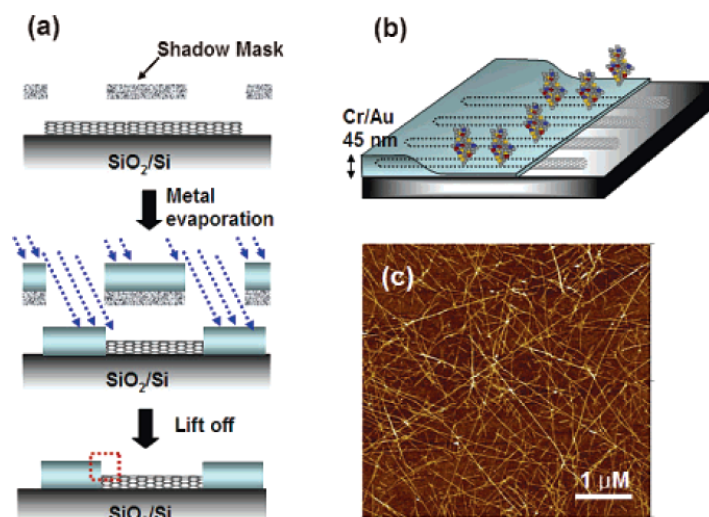 (a)
Shadow Mask
SiO2/Si
Metal
evaporation
SiO2/Si
Lift off
SiO2/Si
(b)
Cr/Au
45 nm
(c)
1 μM